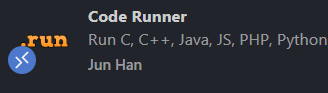 Code Runner
.run
Run C, C++, Java, JS, PHP, Python
Jun Han